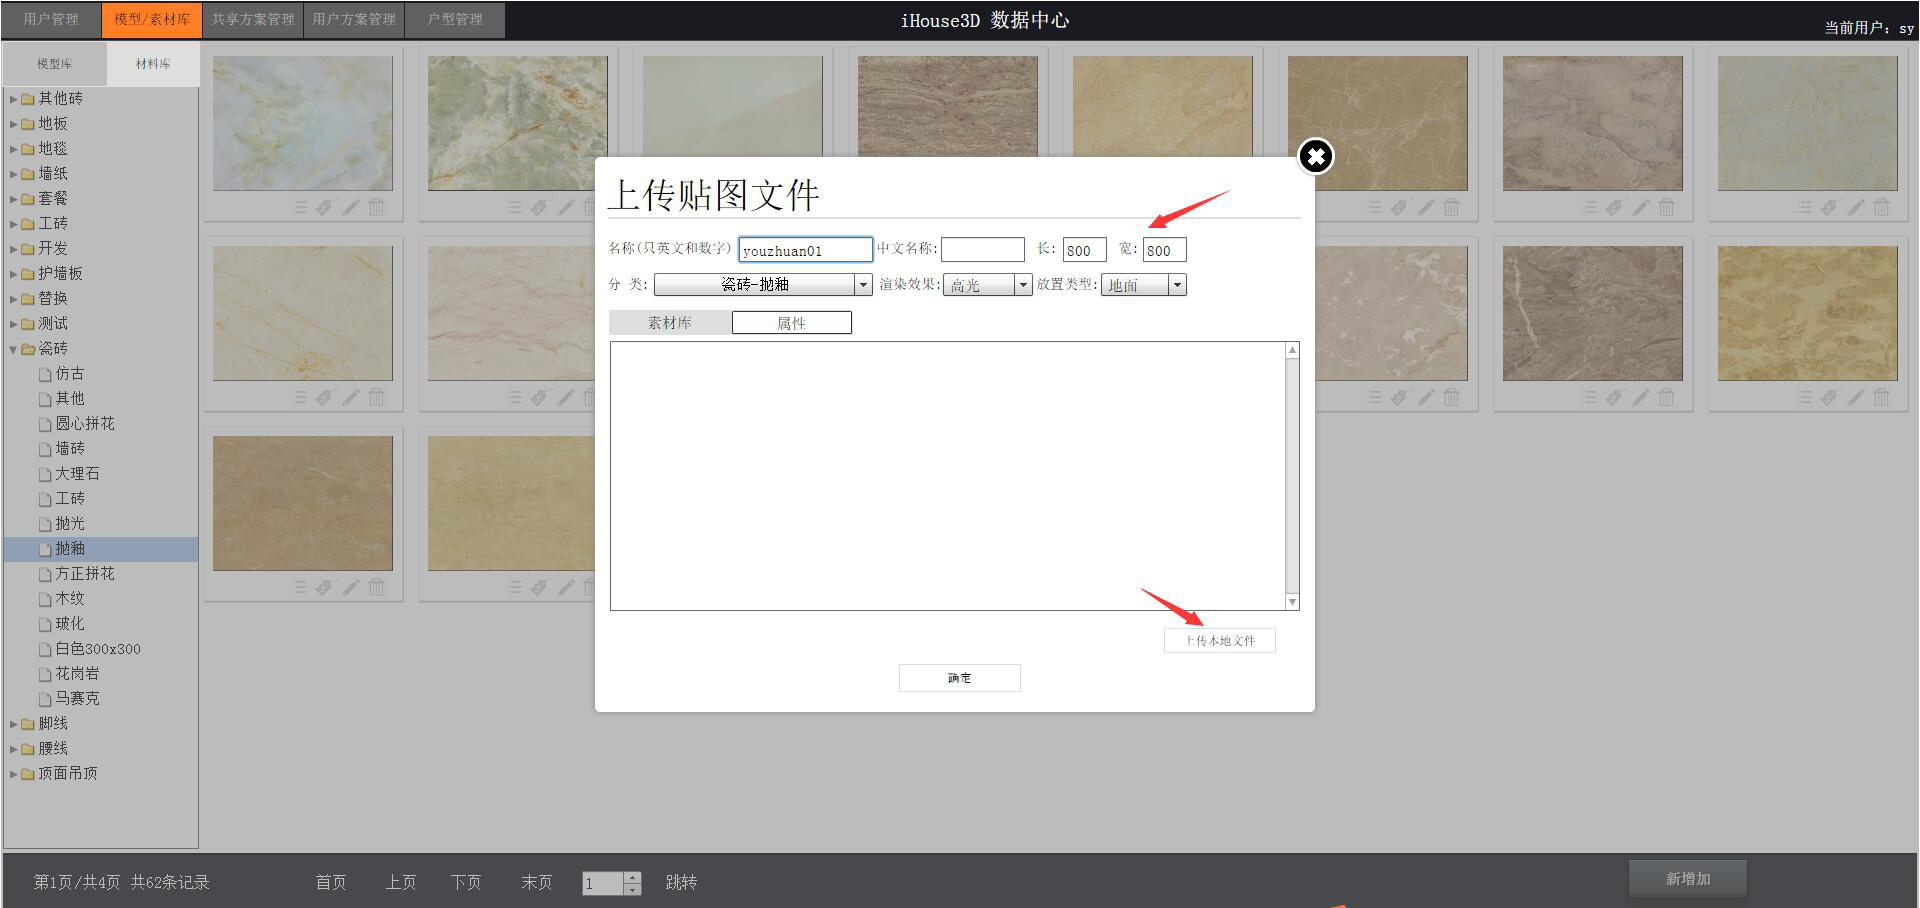 用户管理
模型/素材库
共享方案管理
用户方案管理
户型管理
iHouse3D 数据中心
当前用户: sy
模型库
材料库
其他砖
地板
地毯
墙纸
套餐
工砖
开发
护墙板
替换
测试
瓷砖
仿古
其他
圆心拼花
墙砖
大理石
工砖
抛光
抛釉
方正拼花
木纹
玻化
白色300x300
花岗岩
马赛克
脚线
腰线
顶面吊顶
上传贴图文件
名称(只英文和数字) youzhuan01 中文名称: 长: 800 宽: 800
分 类: 瓷砖-抛釉 渲染效果: 高光 放置类型: 地面
素材库 属性
上传本地文件
确定
第1页/共4页 共62条记录 首页 上页 下页 末页 1 跳转
新增加